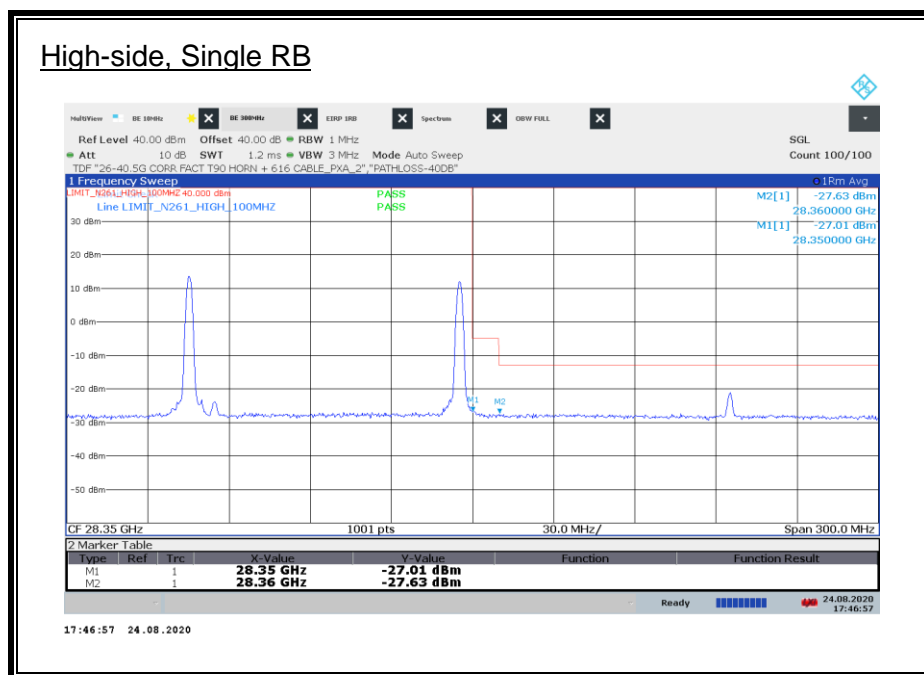 High-side, Single RB
MultiView BE 10MHz BE 300MHz EIRP 1RB Spectrum OBW FULL
Ref Level 40.00 dBm Offset 40.00 dB RBW 1 MHz SGL
Att 10 dB SWT 1.2 ms VBW 3 MHz Mode Auto Sweep Count 100/100
TDF "26-40.5G CORR FACT T90 HORN + 616 CABLE_PXA_2","PATHLOSS-40DB"
1 Frequency Sweep 1Rm Avg
LIMIT_N261_HIGH_100MHZ 40.000 dBm PASS M2[1] -27.63 dBm
Line LIMIT_N261_HIGH_100MHZ PASS 28.360000 GHz
30 dBm M1[1] -27.01 dBm
28.350000 GHz
20 dBm
10 dBm
0 dBm
-10 dBm
-20 dBm
M1 M2
-30 dBm
-40 dBm
-50 dBm
CF 28.35 GHz 1001 pts 30.0 MHz/ Span 300.0 MHz
2 Marker Table
Type Ref Trc X-Value Y-Value Function Function Result
M1 1 28.35 GHz -27.01 dBm
M2 1 28.36 GHz -27.63 dBm
Ready 24.08.2020
17:46:57
17:46:57 24.08.2020